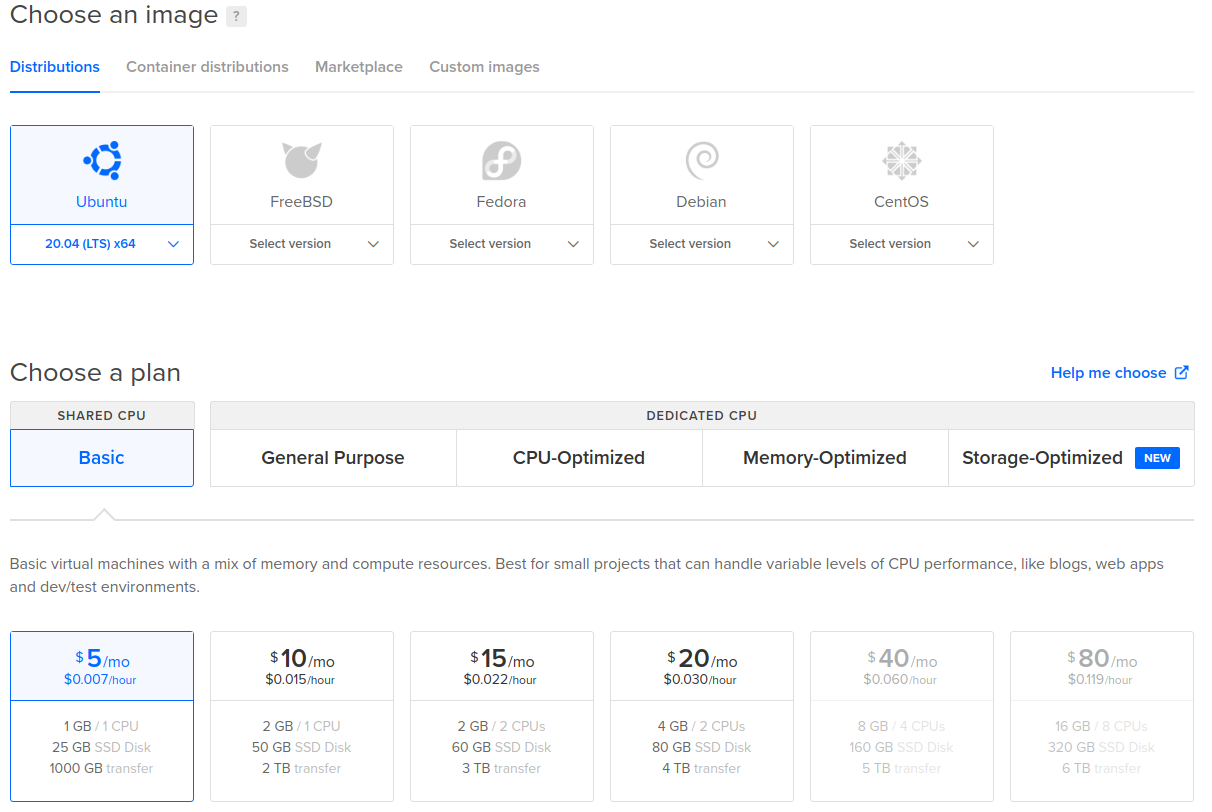 Choose an image ?
Distributions Container distributions Marketplace Custom images
Ubuntu FreeBSD Fedora Debian CentOS
20.04 (LTS) x64 Select version Select version Select version Select version
Choose a plan Help me choose
SHARED CPU DEDICATED CPU
Basic General Purpose CPU-Optimized Memory-Optimized Storage-Optimized NEW
Basic virtual machines with a mix of memory and compute resources. Best for small projects that can handle variable levels of CPU performance, like blogs, web apps
and dev/test environments.
$5/mo $10/mo $15/mo $20/mo $40/mo $80/mo
$0.007/hour $0.015/hour $0.022/hour $0.030/hour $0.060/hour $0.119/hour
1 GB / 1 CPU 2 GB / 1 CPU 2 GB / 2 CPUs 4 GB / 2 CPUs 8 GB / 4 CPUs 16 GB / 8 CPUs
25 GB SSD Disk 50 GB SSD Disk 60 GB SSD Disk 80 GB SSD Disk 160 GB SSD Disk 320 GB SSD Disk
1000 GB transfer 2 TB transfer 3 TB transfer 4 TB transfer 5 TB transfer 6 TB transfer